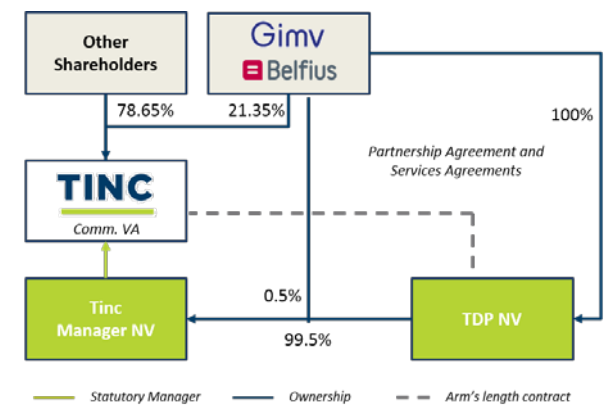 Other
Shareholders
Gimv
Belfius
78.65%
21.35%
100%
Partnership Agreement and
Services Agreements
TINC
Comm. VA
0.5%
Tinc
Manager NV
TDP NV
99.5%
Statutory Manager
Ownership
Arm's length contract